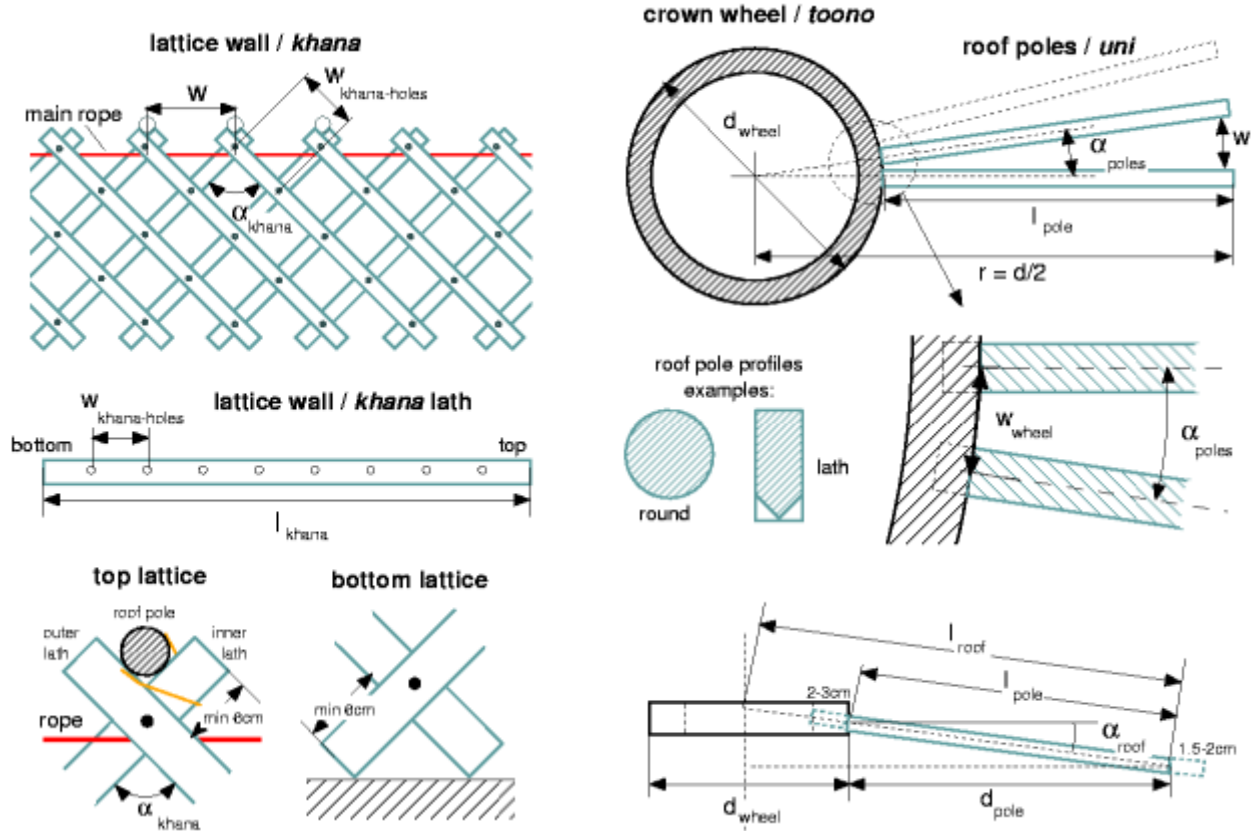 lattice wall / khana
main rope
w
w
khana-holes
α
khana
lattice wall / khana lath
w
khana-holes
bottom
top
l
khana
top lattice
roof pole
outer
lath
inner
lath
rope
min 6cm
α
khana
bottom lattice
min 6cm
crown wheel / toono
roof poles / uni
d
wheel
α
poles
w
l
pole
r = d/2
roof pole profiles
examples:
round
lath
w
wheel
α
poles
l
roof
l
pole
2-3cm
α
roof
1.5-2cm
d
wheel
d
pole